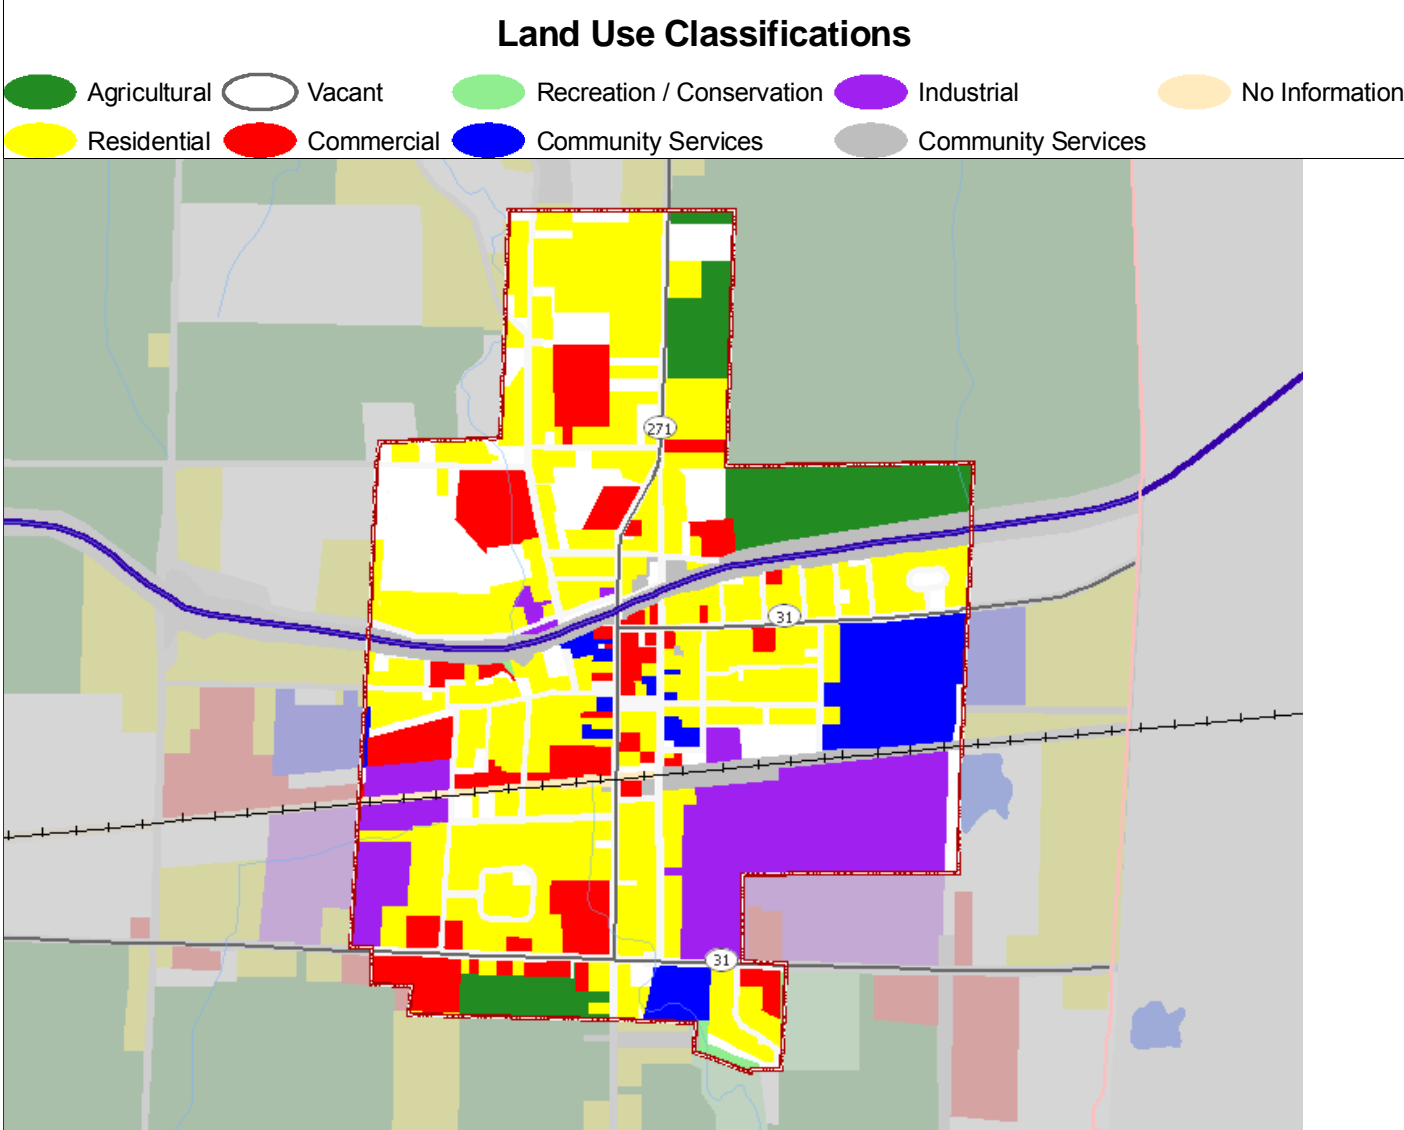 Land Use Classifications
Agricultural Vacant Recreation / Conservation Industrial No Information
Residential Commercial Community Services Community Services
271
31
31